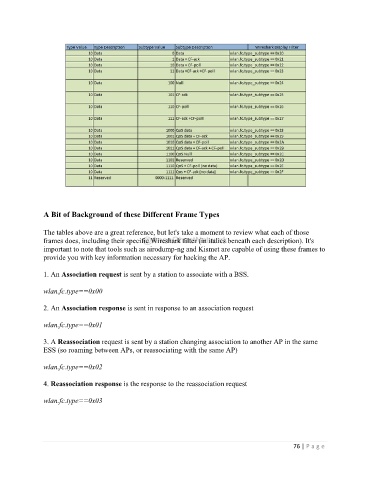 Type Value Type Description Subtype Value Subtype Description Wireshark Display Filter
10 Data 0 Data wlan.fc.type_subtype ==0x20
10 Data 1 Data + CF-ack wlan.fc.type_subtype ==0x21
10 Data 10 Data + CF-poll wlan.fc.type_subtype ==0x22
10 Data 11 Data +CF-ack +CF-poll wlan.fc.type_subtype ==0x23
10 Data 100 Null wlan.fc.type_subtype ==0x24
10 Data 101 CF-ack wlan.fc.type_subtype ==0x25
10 Data 110 CF-poll wlan.fc.type_subtype ==0x26
10 Data 111 CF-ack +CF-poll wlan.fc.type_subtype ==0x27
10 Data 1000 QoS data wlan.fc.type_subtype ==0x28
10 Data 1001 QoS data + CF-ack wlan.fc.type_subtype ==0x29
10 Data 1010 QoS data + CF-poll wlan.fc.type_subtype ==0x2A
10 Data 1011 QoS data + CF-ack + CF-poll wlan.fc.type_subtype ==0x2B
10 Data 1100 QoS Null wlan.fc.type_subtype ==0x2C
10 Data 1101 Reserved wlan.fc.type_subtype ==0x2D
10 Data 1110 QoS + CF-poll (no data) wlan.fc.type_subtype ==0x2E
10 Data 1111 Qos + CF-ack (no data) wlan.fc.type_subtype ==0x2F
11 Reserved 0000-1111 Reserved
A Bit of Background of these Different Frame Types
The tables above are a great reference, but let's take a moment to review what each of those
frames does, including their specific Wireshark filter (in italics beneath each description). It's
important to note that tools such as airodump-ng and Kismet are capable of using these frames to
provide you with key information necessary for hacking the AP.
1. An Association request is sent by a station to associate with a BSS.
wlan.fc.type==0x00
2. An Association response is sent in response to an association request
wlan.fc.type==0x01
3. A Reassociation request is sent by a station changing association to another AP in the same
ESS (so roaming between APs, or reassociating with the same AP)
wlan.fc.type==0x02
4. Reassociation response is the response to the reassociation request
wlan.fc.type==0x03
76 | P a g e